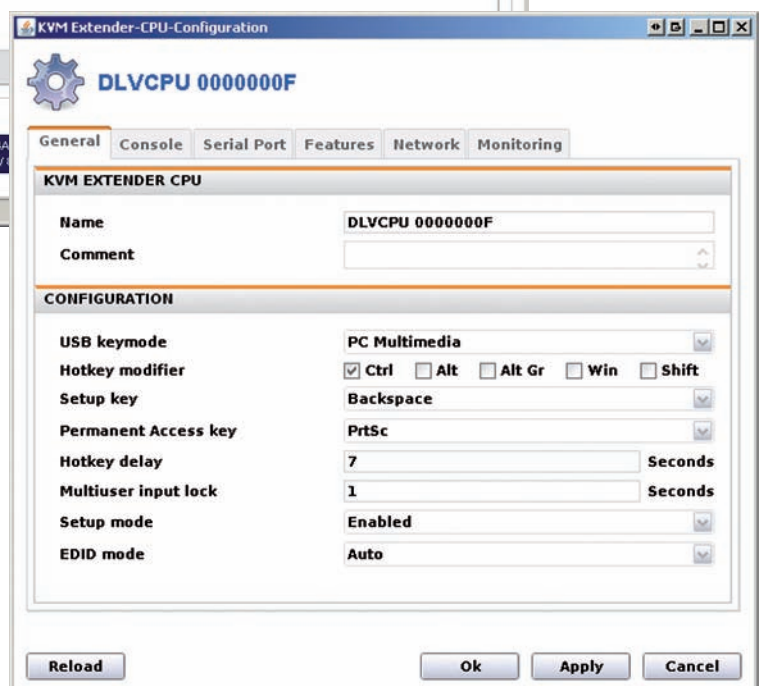 KVM Extender-CPU-Configuration
DLVCPU 0000000F
General Console Serial Port Features Network Monitoring
KVM EXTENDER CPU
Name DLVCPU 0000000F
Comment
CONFIGURATION
USB keymode PC Multimedia
Hotkey modifier Ctrl Alt Alt Gr Win Shift
Setup key Backspace
Permanent Access key PrtSc
Hotkey delay 7 Seconds
Multiuser input lock 1 Seconds
Setup mode Enabled
EDID mode Auto
Reload Ok Apply Cancel